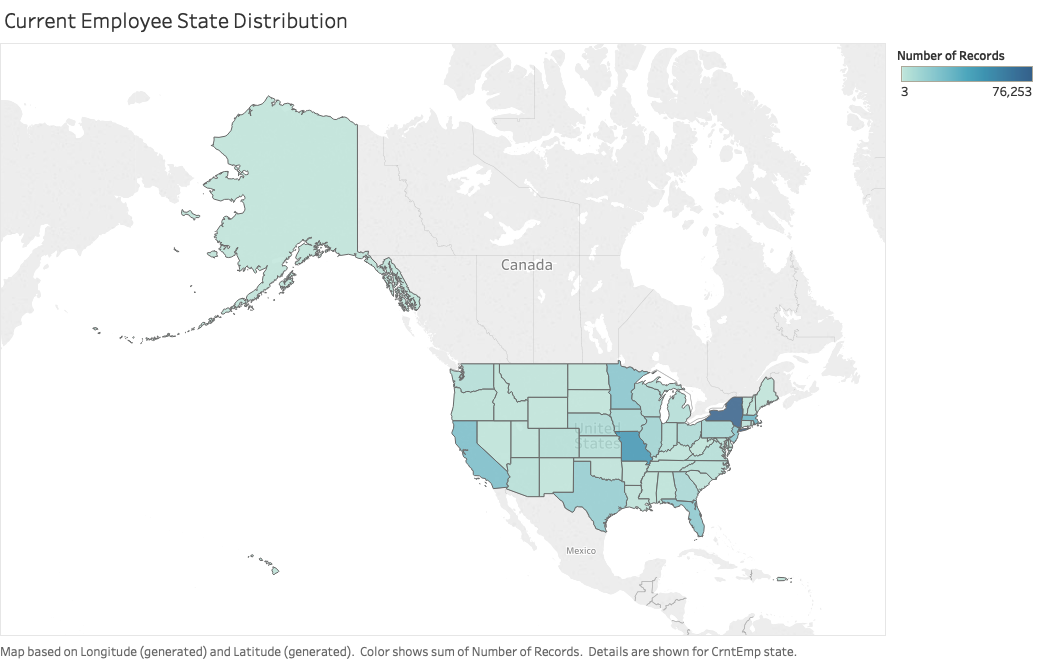 Current Employee State Distribution
Number of Records
3 76,253
Canada
United
States
Mexico
Map based on Longitude (generated) and Latitude (generated). Color shows sum of Number of Records. Details are shown for CrntEmp state.